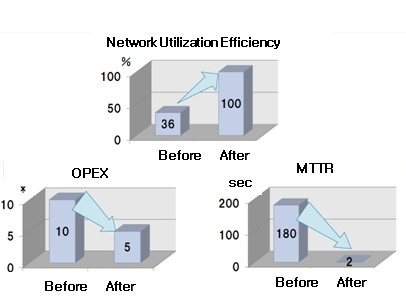 Network Utilization Efficiency
%
100
50
0
36
100
Before After
OPEX
10
5
0
10
5
Before After
MTTR
sec
200
100
0
180
2
Before After